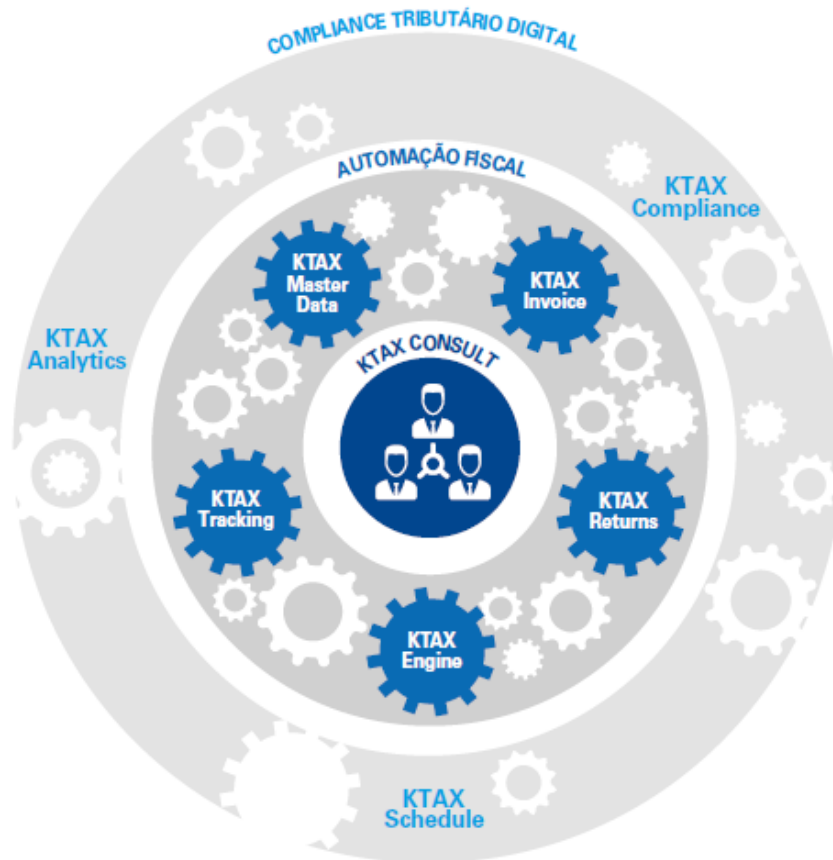 COMPLIANCE TRIBUTÁRIO DIGITAL
AUTOMAÇÃO FISCAL
KTAX
Compliance
KTAX
Master
Data
KTAX
Invoice
KTAX
Analytics
KTAX CONSULT
KTAX
Tracking
KTAX
Returns
KTAX
Engine
KTAX
Schedule